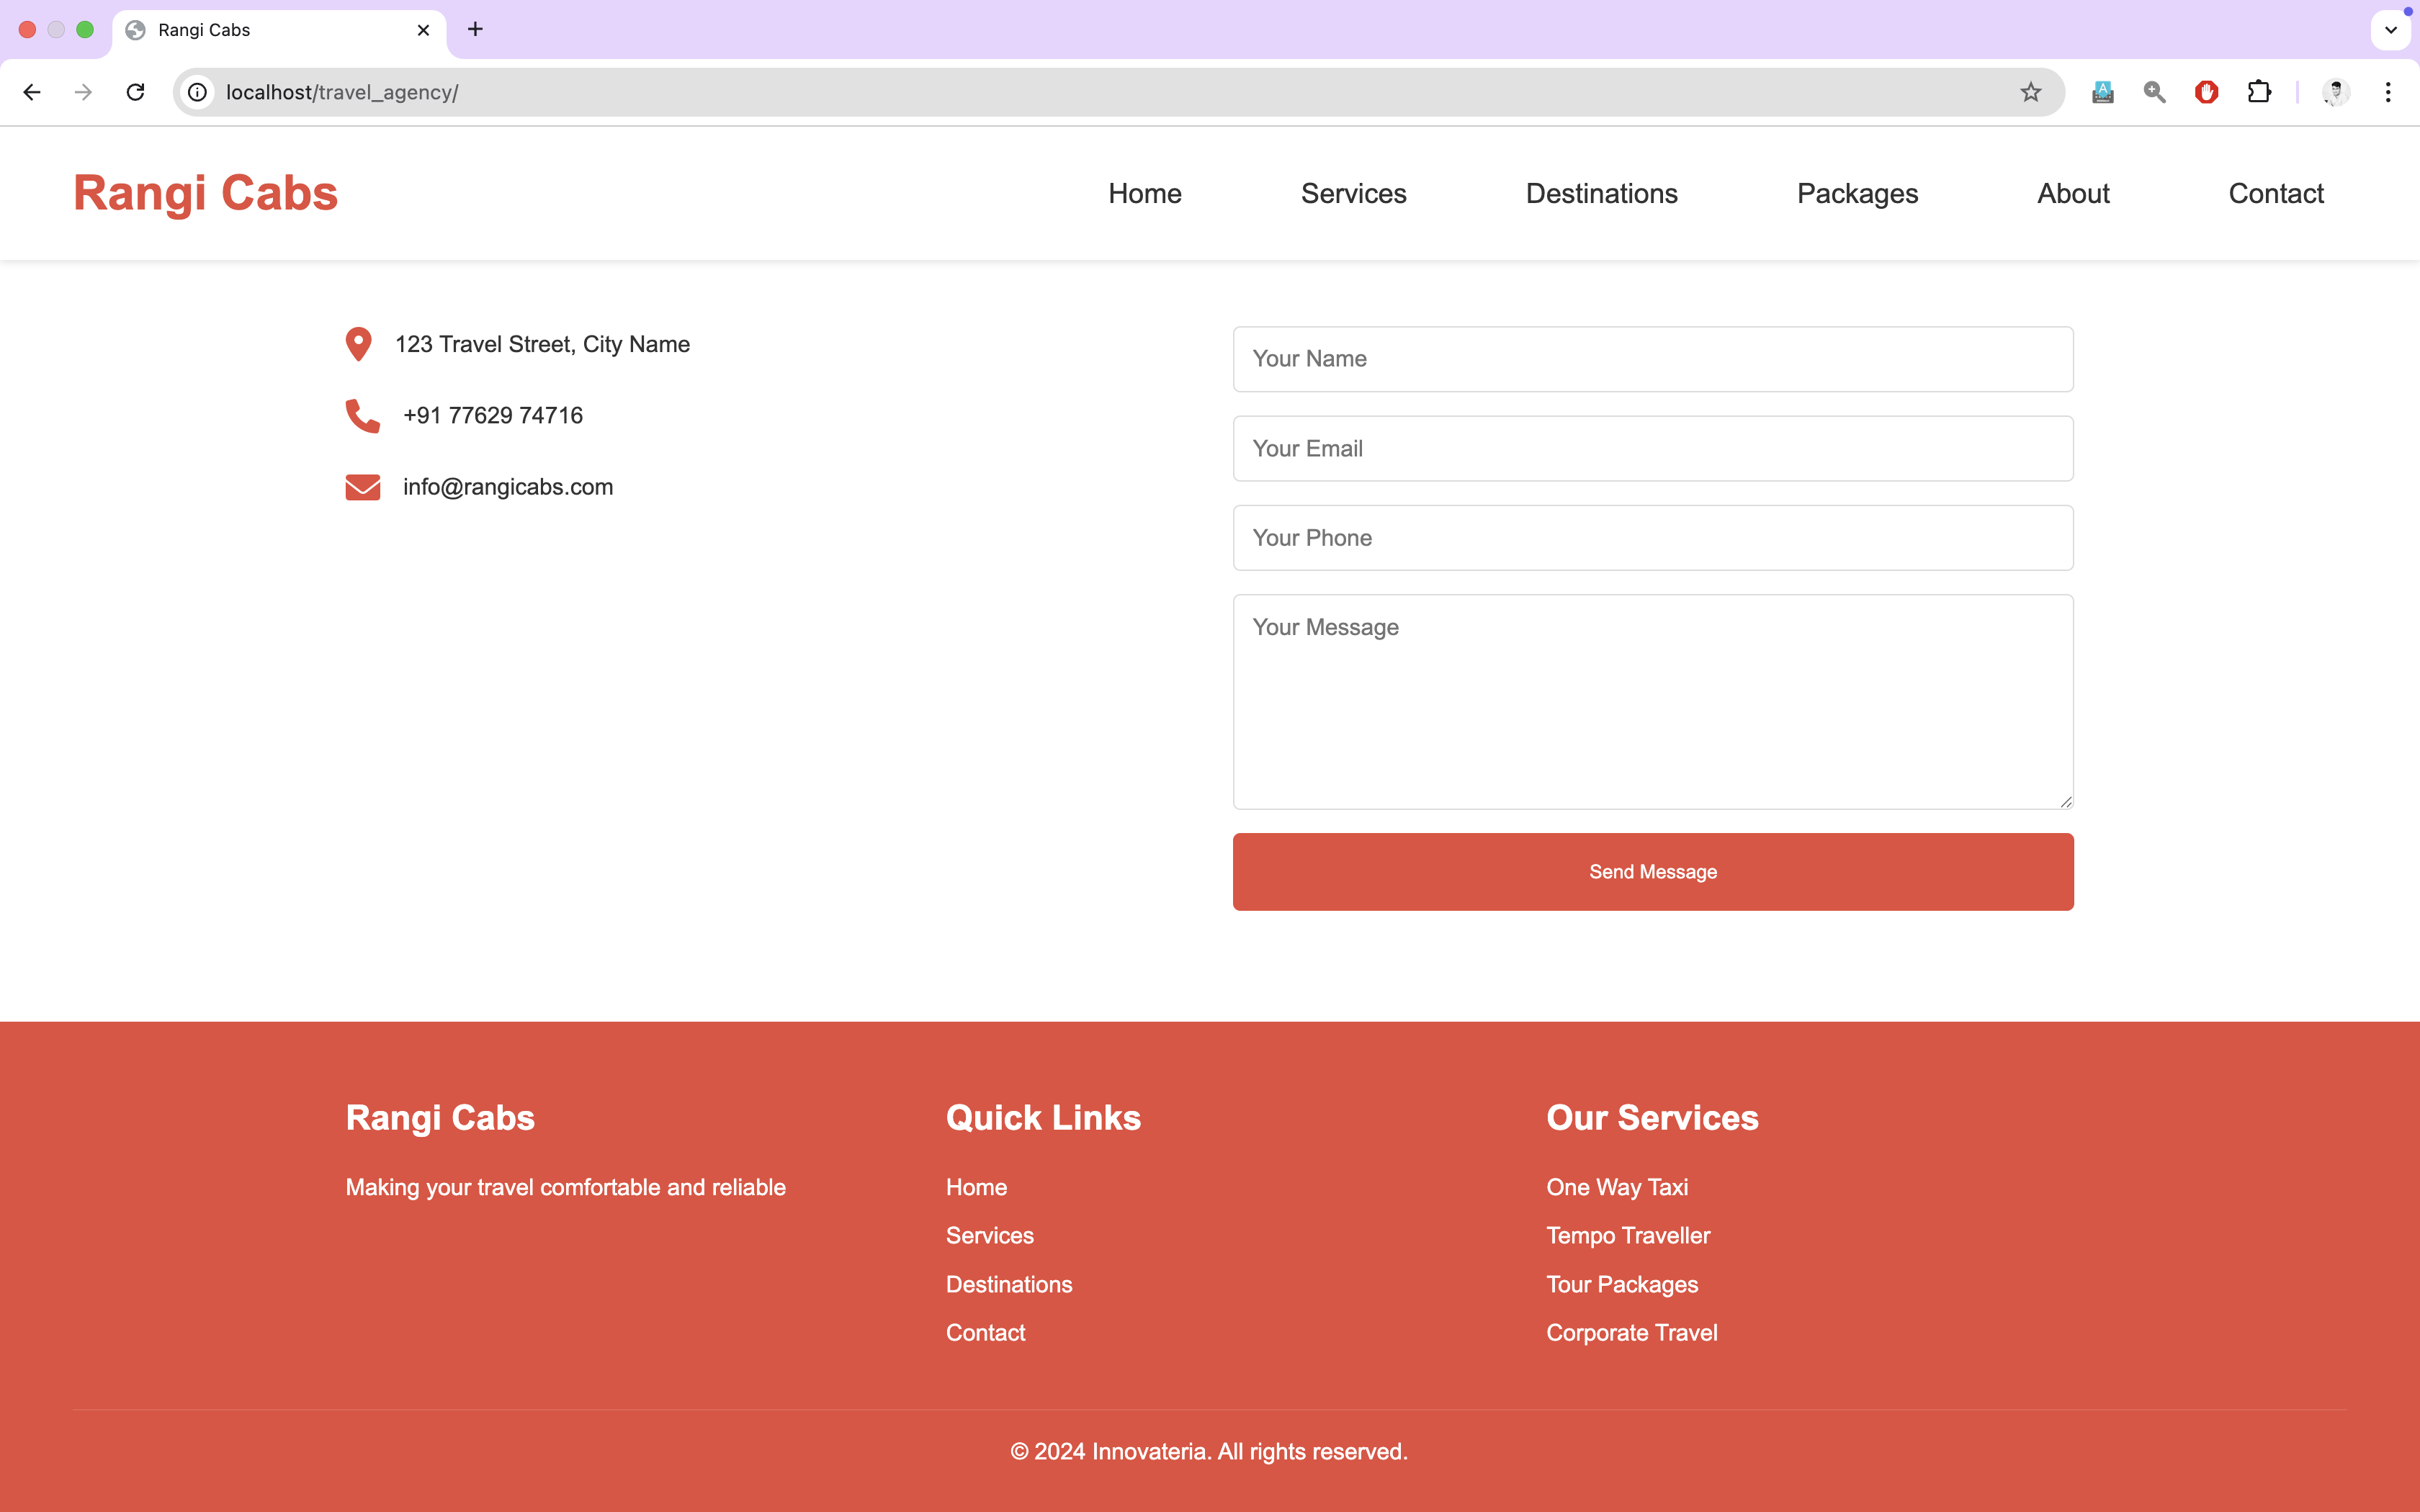 Rangi Cabs
localhost/travel_agency/
Rangi Cabs
Home Services Destinations Packages About Contact
123 Travel Street, City Name
+91 77629 74716
info@rangicabs.com
Your Name
Your Email
Your Phone
Your Message
Send Message
Rangi Cabs
Making your travel comfortable and reliable
Quick Links
Home
Services
Destinations
Contact
Our Services
One Way Taxi
Tempo Traveller
Tour Packages
Corporate Travel
© 2024 Innovateria. All rights reserved.